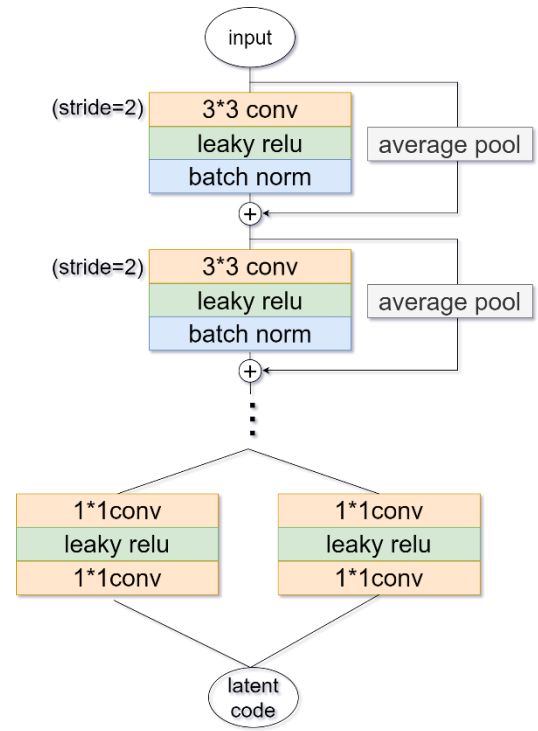 input
(stride=2)
3*3 conv
leaky relu
batch norm
average pool
+
(stride=2)
3*3 conv
leaky relu
batch norm
average pool
+
1*1conv
leaky relu
1*1conv
1*1conv
leaky relu
1*1conv
latent
code